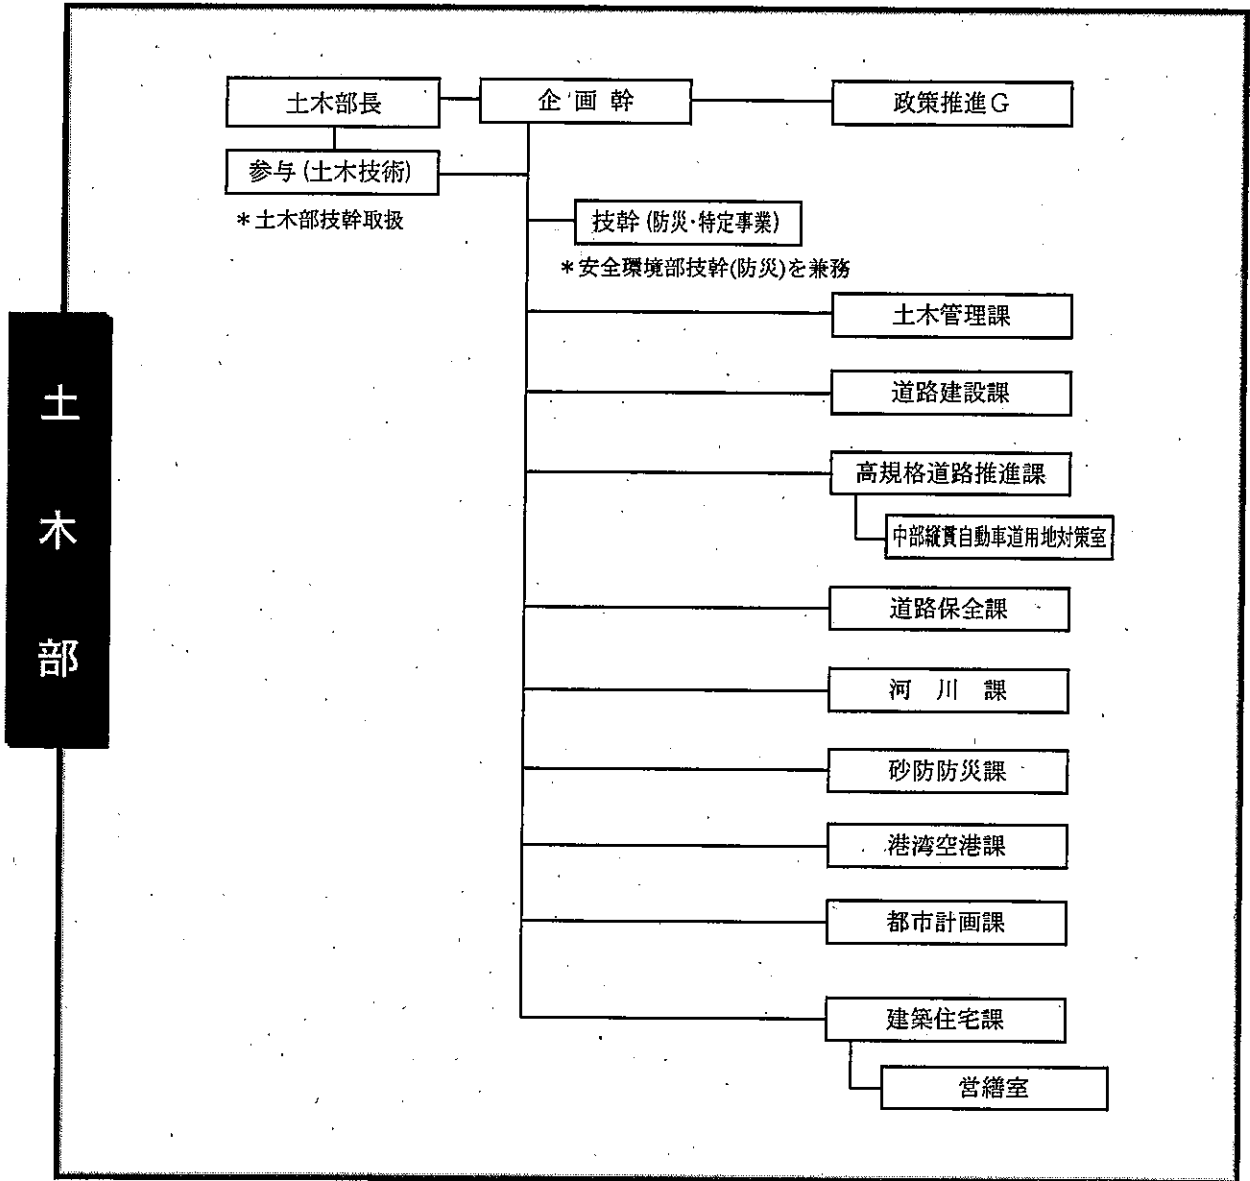 土木部
土木部長
企画幹
政策推進G
参与(土木技術)
*土木部技幹取扱
技幹(防災・特定事業)
*安全環境部技幹(防災)を兼務
土木管理課
道路建設課
高規格道路推進課
中部縦貫自動車道用地対策室
道路保全課
河川課
砂防防災課
港湾空港課
都市計画課
建築住宅課
営繕室